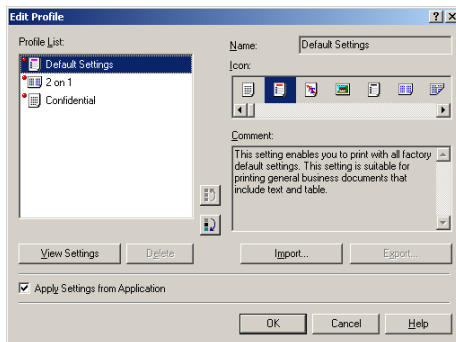 Edit Profile
Profile List:
Default Settings
2 on 1
Confidential
Name:
Default Settings
Icon:
Comment:
This setting enables you to print with all factory
default settings. This setting is suitable for
printing general business documents that
include text and table.
View Settings
Delete
Import...
Export...
Apply Settings from Application
OK
Cancel
Help